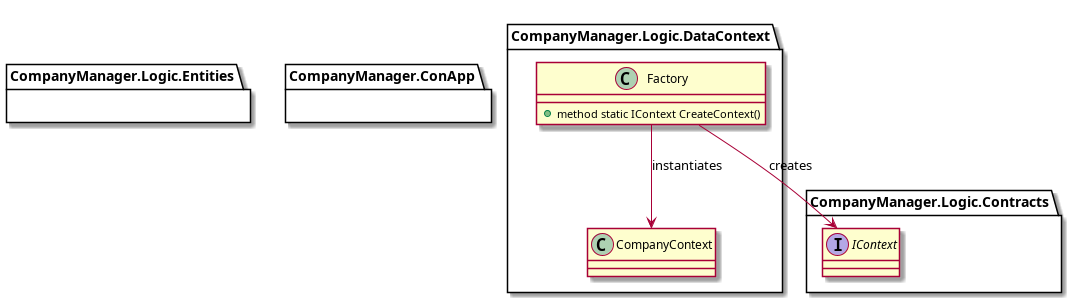 CompanyManager.Logic.Entities
CompanyManager.ConApp
CompanyManager.Logic.DataContext
C Factory
method static IContext CreateContext()
instantiates
creates
CompanyManager.Logic.Contracts
C CompanyContext
I IContext